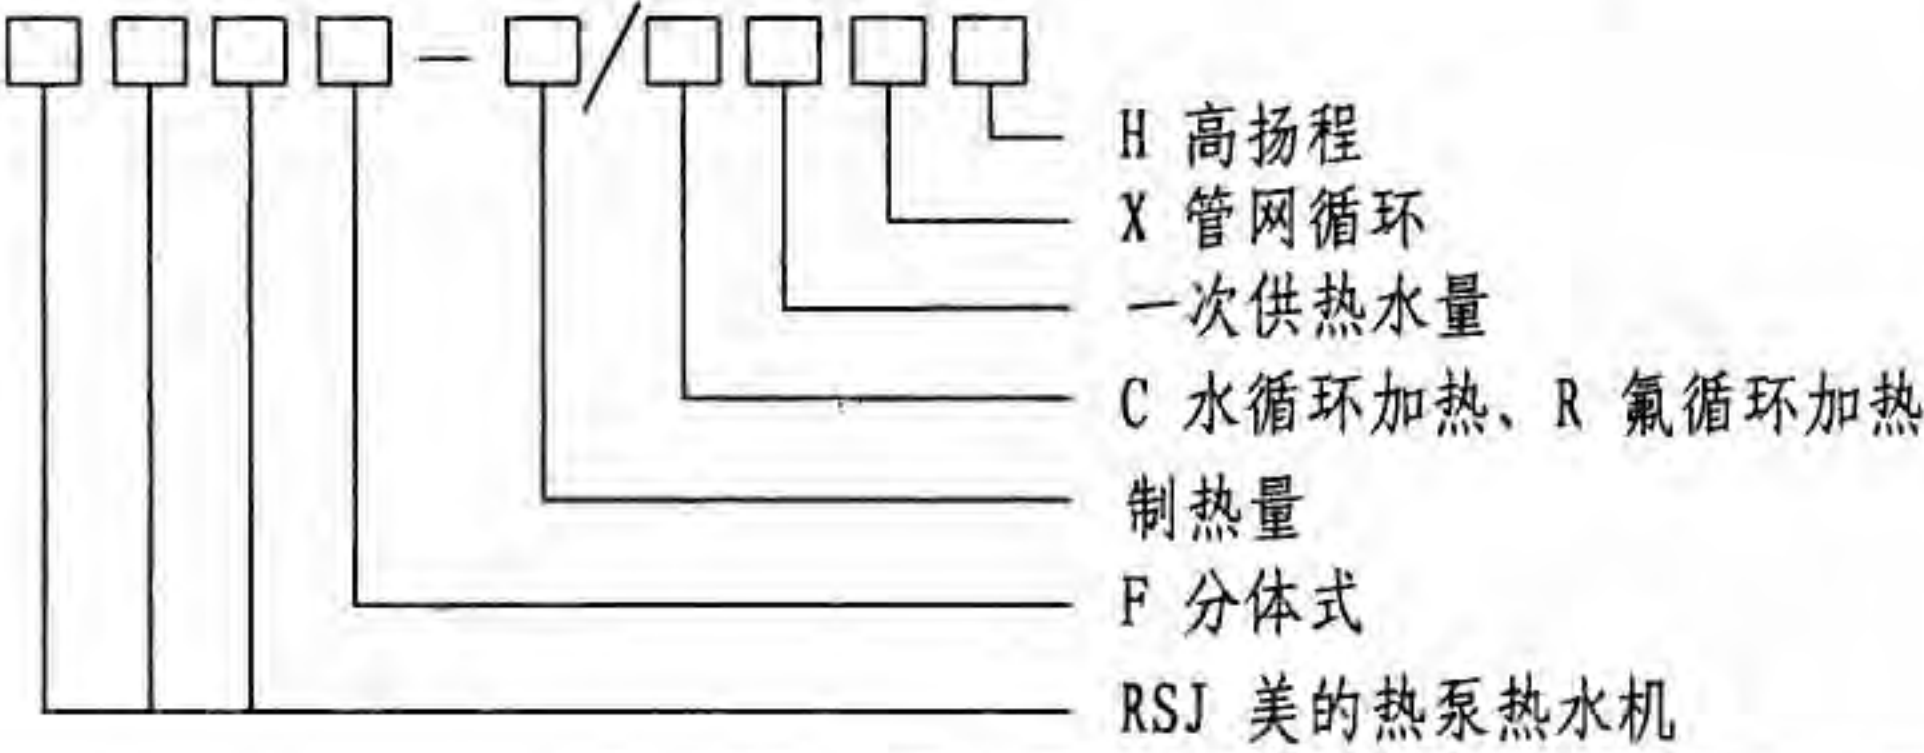 □□□□-□/□□□□
H 高扬程
X 管网循环
一次供热水量
C 水循环加热、R 氟循环加热
制热量
F 分体式
RSJ 美的热泵热水机